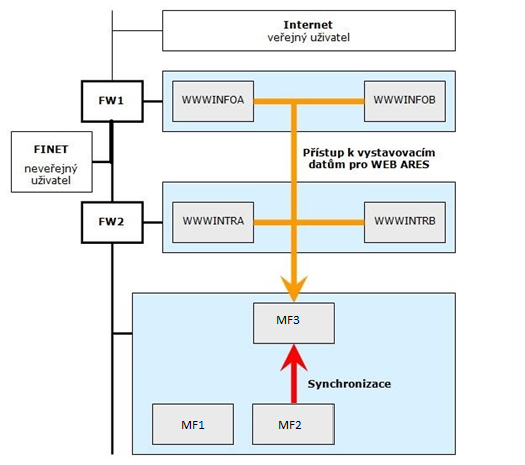 Internet
veřejný uživatel
FW1
WWWINFOA
WWWINFOB
FINET
neveřejný
uživatel
Přístup k vystavovacím
datům pro WEB ARES
FW2
WWWINTRA
WWWINTRB
MF3
Synchronizace
MF1
MF2